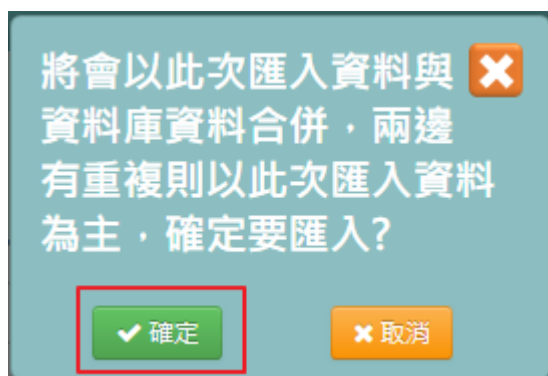 將會以此次匯入資料與
資料庫資料合併，兩邊
有重複則以此次匯入資料
為主，確定要匯入?
確定
取消